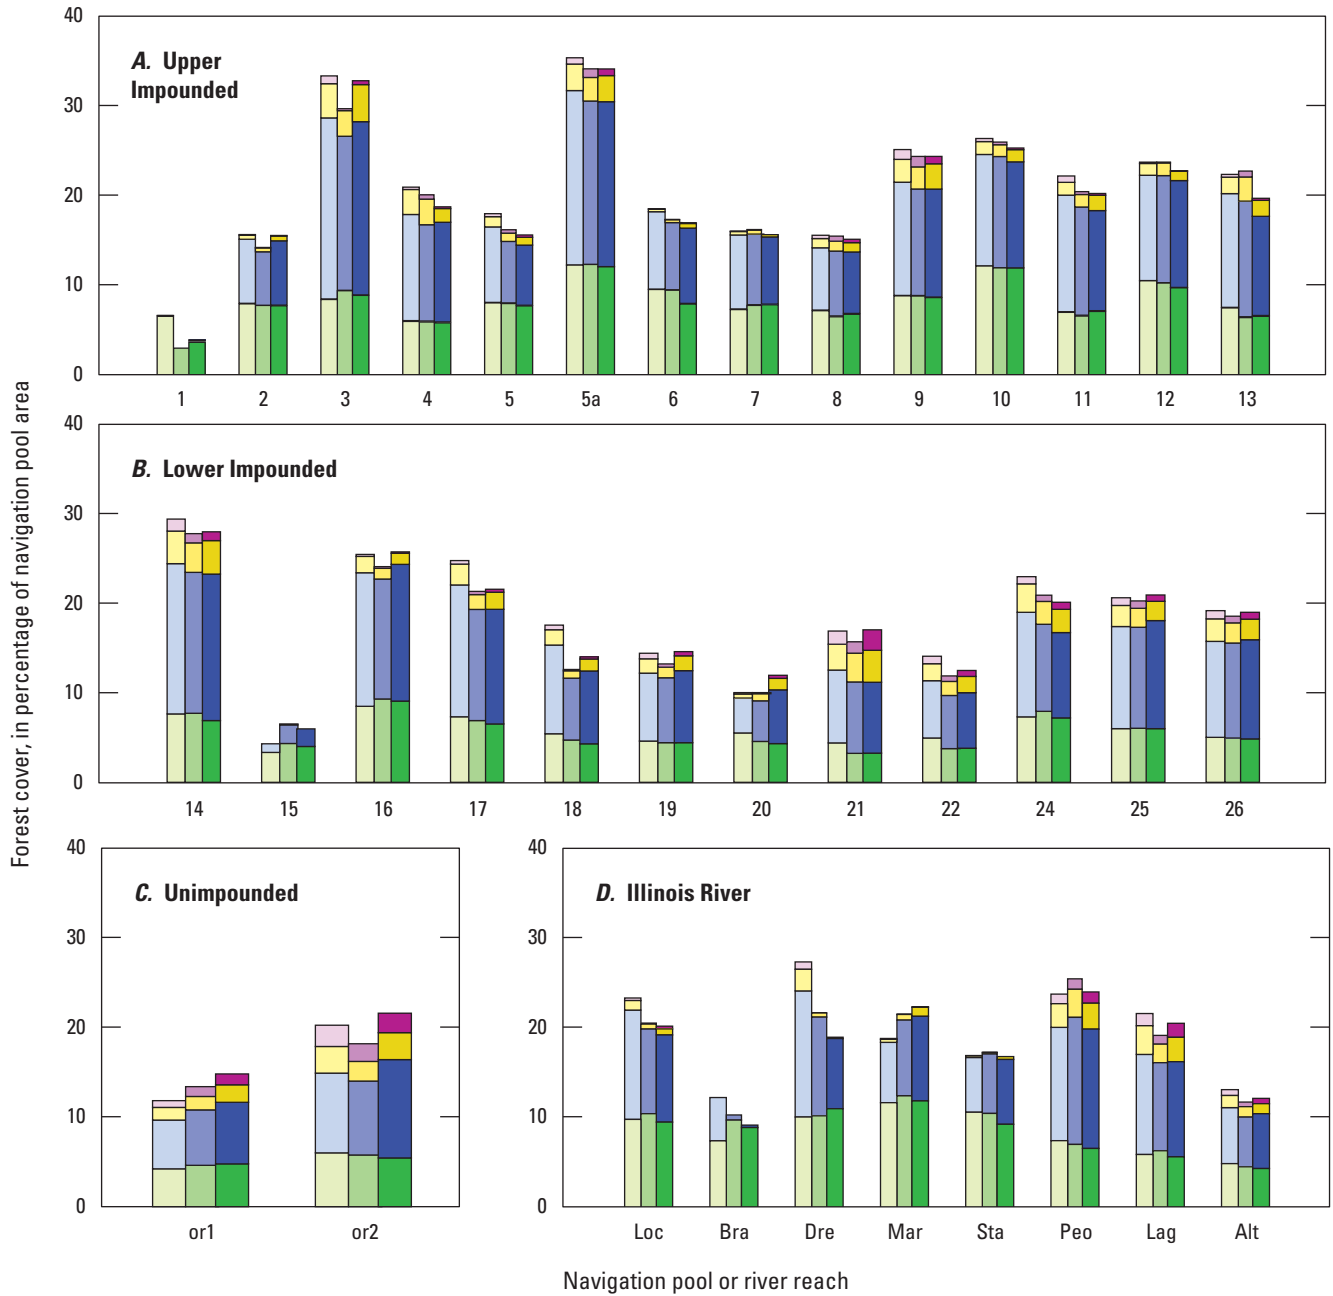 Forest cover, in percentage of navigation pool area
A. Upper
Impounded
40
30
20
10
0
1 2 3 4 5 5a 6 7 8 9 10 11 12 13
B. Lower Impounded
40
30
20
10
0
14 15 16 17 18 19 20 21 22 24 25 26
C. Unimpounded
40
30
20
10
0
or1 or2
D. Illinois River
40
30
20
10
0
Loc Bra Dre Mar Sta Peo Lag Alt
Navigation pool or river reach